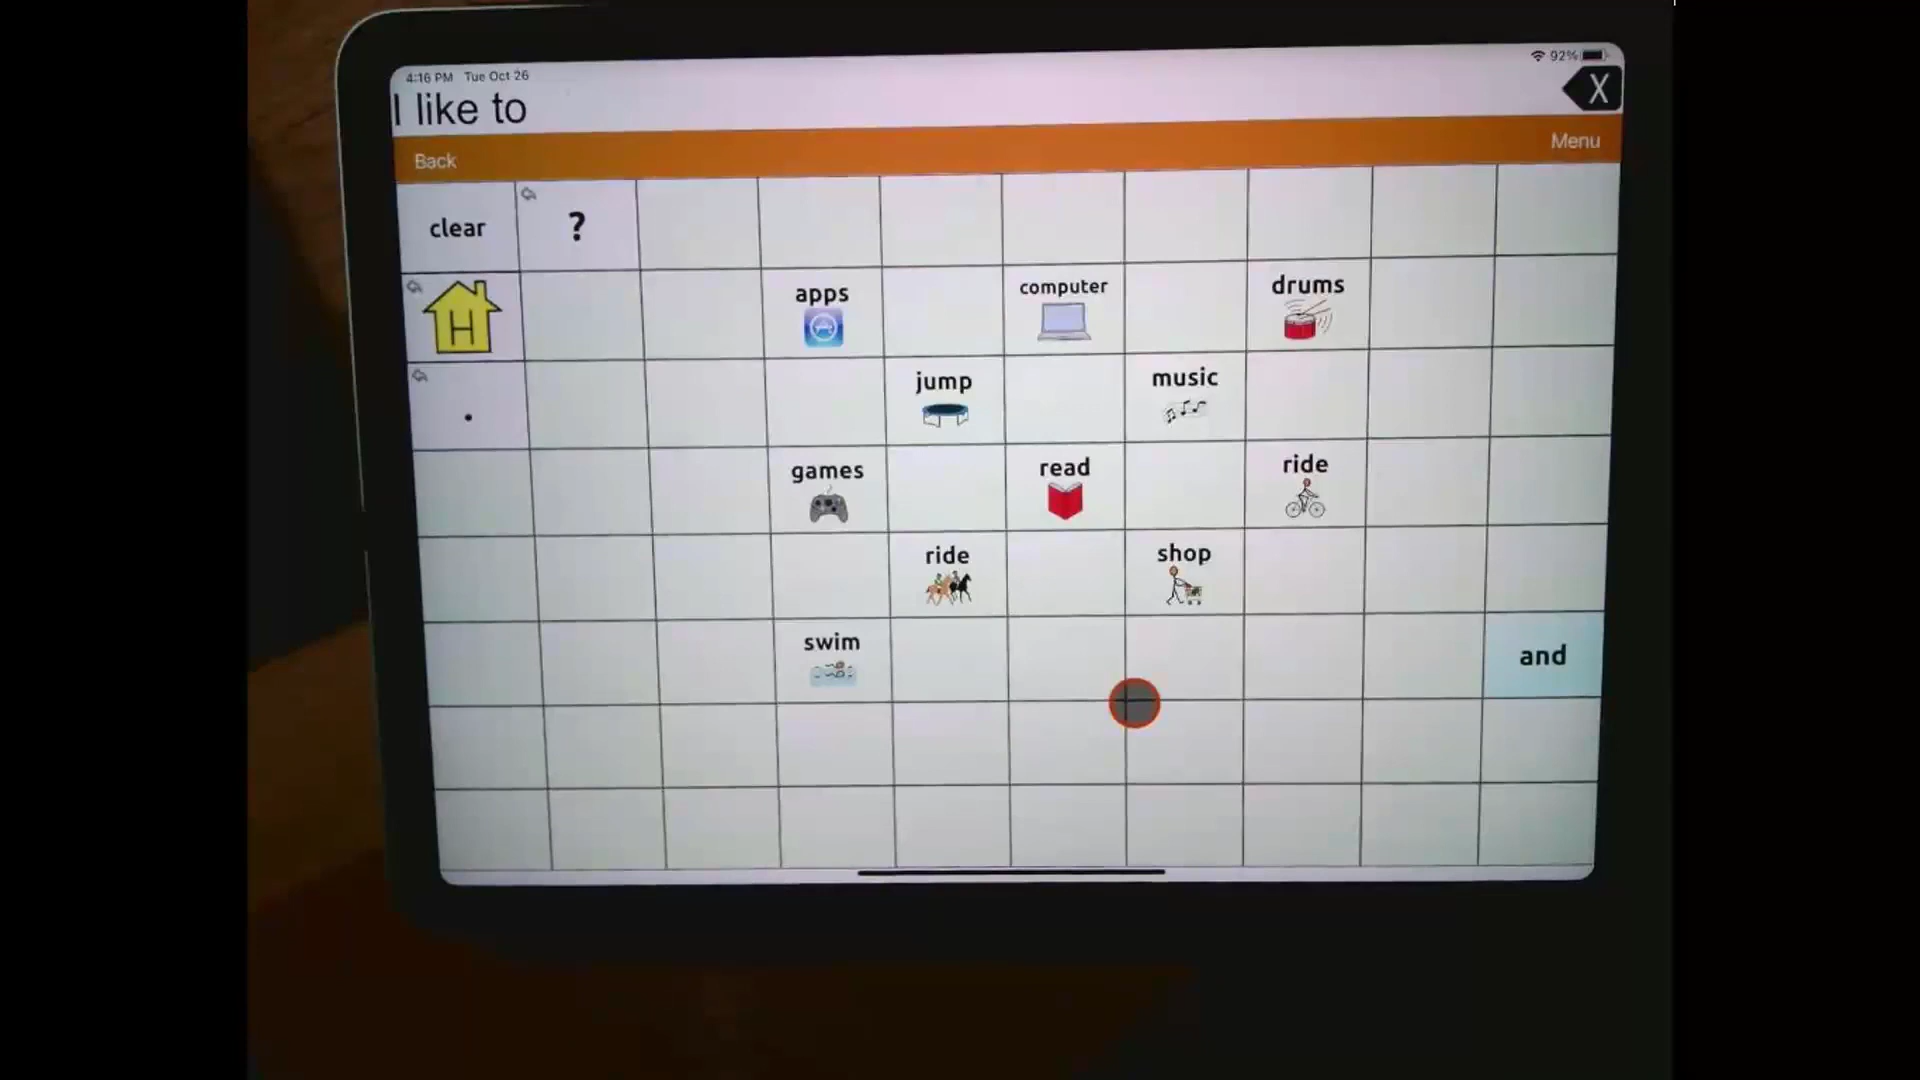 4:16 PM Tue Oct 26
92%
I like to
X
Back
Menu
clear
?
H
apps
computer
drums
.
jump
music
games
read
ride
ride
shop
swim
and